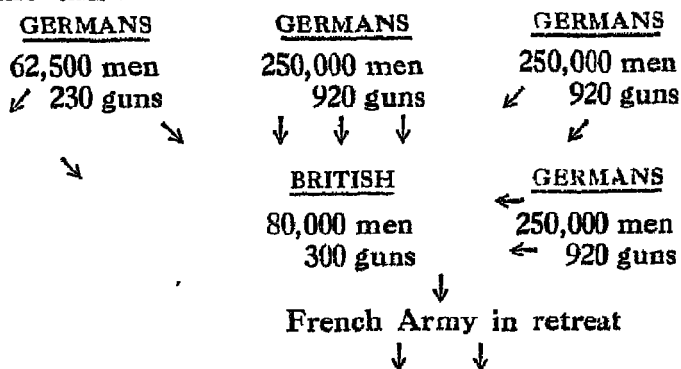 GERMANS GERMANS GERMANS
62,500 men 250,000 men 250,000 men
↙ 230 guns 920 guns ↙ 920 guns
↘ ↓ ↓ ↓ ↙
↘ BRITISH ← GERMANS
80,000 men 250,000 men
300 guns ← 920 guns
↓
French Army in retreat
↓ ↓